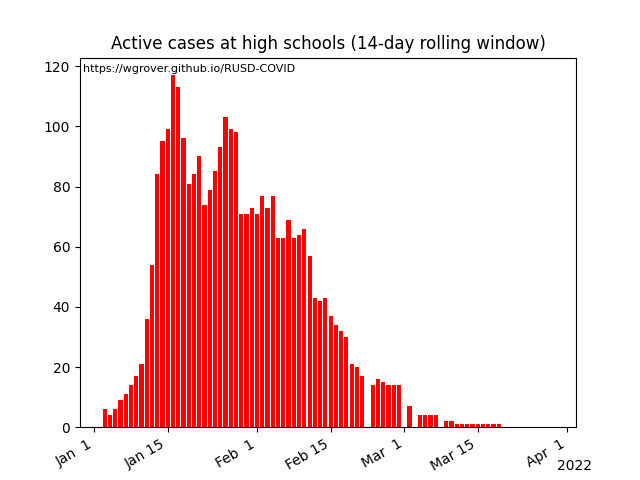 Active cases at high schools (14-day rolling window)
https://wgrover.github.io/RUSD-COVID
120
100
80
60
40
20
0
Jan 1
Jan 15
Feb 1
Feb 15
Mar 1
Mar 15
Apr 1
2022